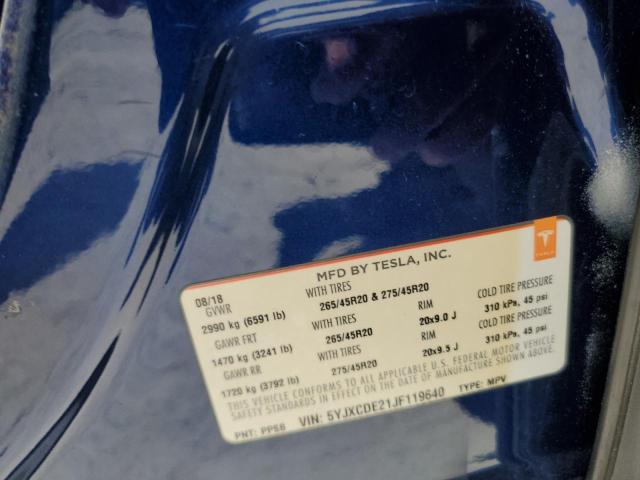 MFD BY TESLA, INC.
TESLA
08/18
GVWR WITH TIRES
2990 kg (6591 lb) 265/45R20 & 275/45R20 COLD TIRE PRESSURE
GAWR FRT WITH TIRES RIM 310 kPa, 45 psi
1470 kg (3241 lb) 265/45R20 20x9.0 J COLD TIRE PRESSURE
GAWR RR WITH TIRES RIM 310 kPa, 45 psi
1720 kg (3792 lb) 275/45R20 20x9.5 J
THIS VEHICLE CONFORMS TO ALL APPLICABLE U.S. FEDERAL MOTOR VEHICLE
SAFETY STANDARDS IN EFFECT ON THE DATE OF MANUFACTURE SHOWN ABOVE.
PNT: PPSB VIN: 5YJXCDE21JF119640 TYPE: MPV